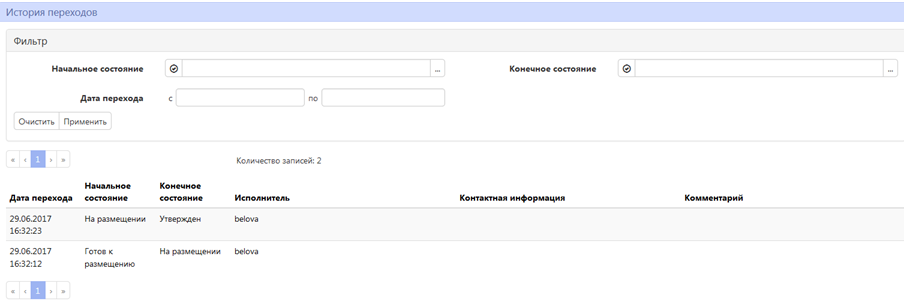 История переходов
Фильтр
Начальное состояние ... Конечное состояние ...
Дата перехода с по
Очистить Применить
« ‹ 1 › » Количество записей: 2
Дата перехода Начальное состояние Конечное состояние Исполнитель Контактная информация Комментарий
29.06.2017 16:32:23 На размещении Утвержден belova
29.06.2017 16:32:12 Готов к размещению На размещении belova
« ‹ 1 › »